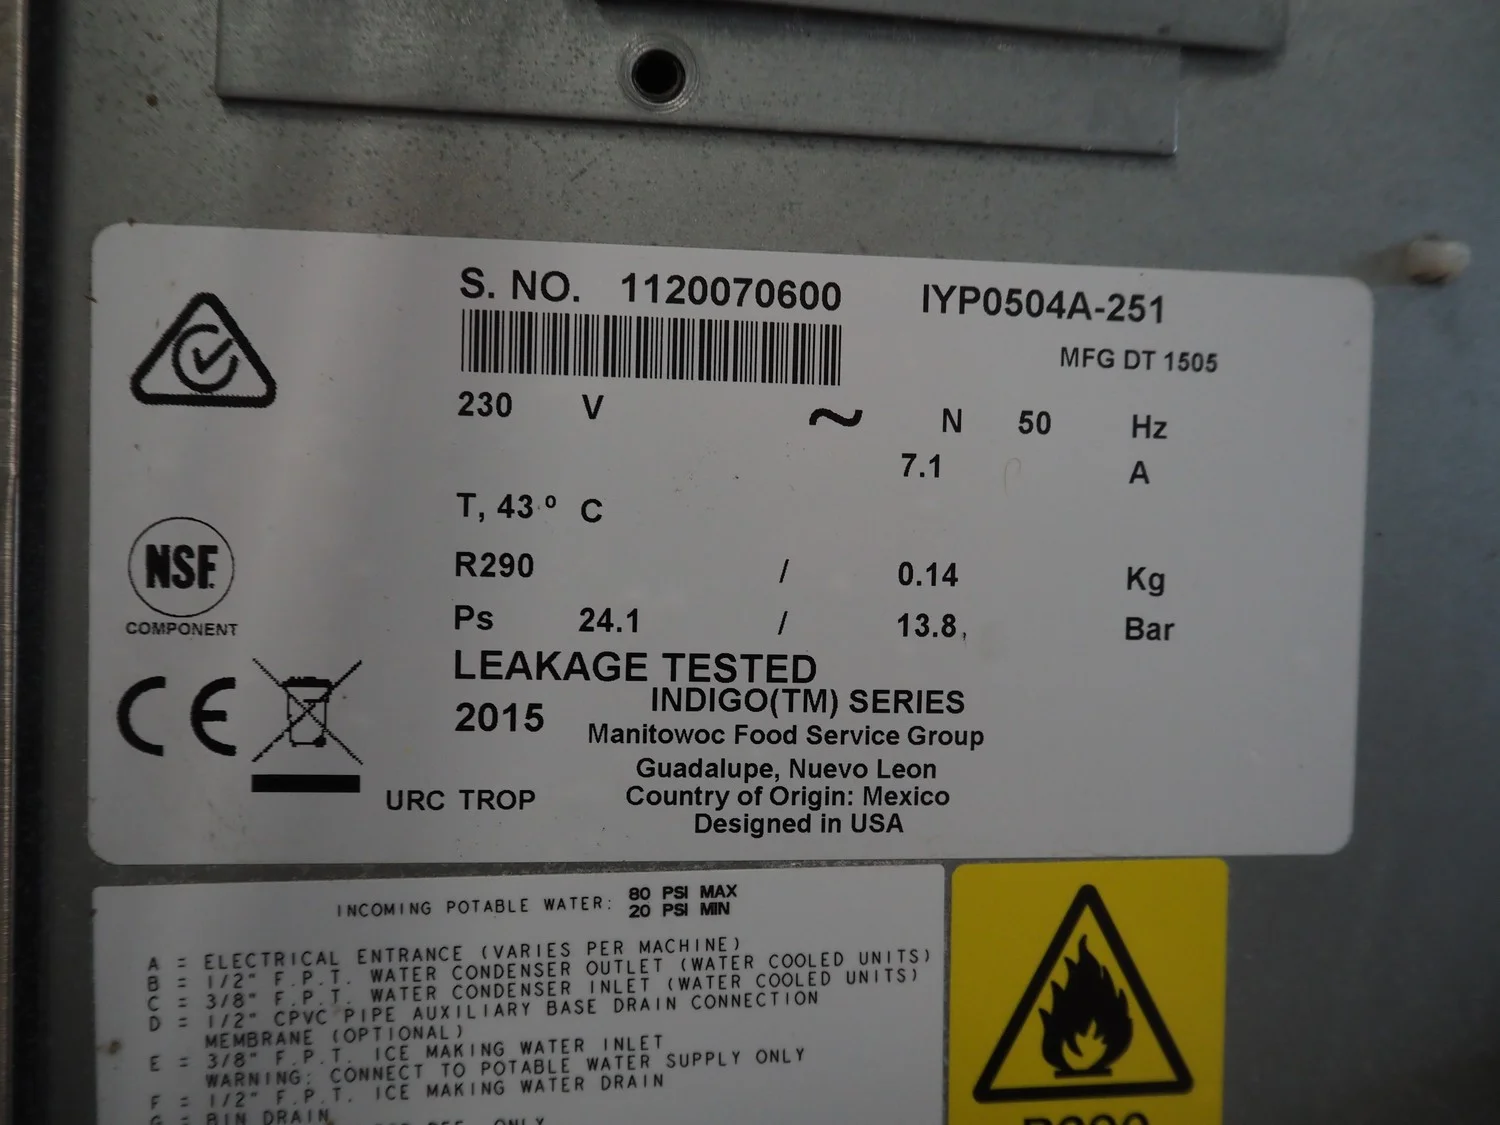 S. NO. 1120070600 IYP0504A-251
MFG DT 1505
230 V ~ N 50 Hz
7.1 A
T, 43 º C
R290 / 0.14 Kg
Ps 24.1 / 13.8, Bar
LEAKAGE TESTED
INDIGO(TM) SERIES
2015
Manitowoc Food Service Group
Guadalupe, Nuevo Leon
URC TROP
Country of Origin: Mexico
Designed in USA
NSF
COMPONENT
CE
INCOMING POTABLE WATER: 80 PSI MAX
20 PSI MIN
A = ELECTRICAL ENTRANCE (VARIES PER MACHINE)
B = 1/2" F.P.T. WATER CONDENSER OUTLET (WATER COOLED UNITS)
C = 3/8" F.P.T. WATER CONDENSER INLET (WATER COOLED UNITS)
D = 1/2" CPVC PIPE AUXILIARY BASE DRAIN CONNECTION
MEMBRANE (OPTIONAL)
E = 3/8" F.P.T. ICE MAKING WATER INLET
WARNING: CONNECT TO POTABLE WATER SUPPLY ONLY
F = 1/2" F.P.T. ICE MAKING WATER DRAIN
G = BIN DRAIN
ONLY
R290